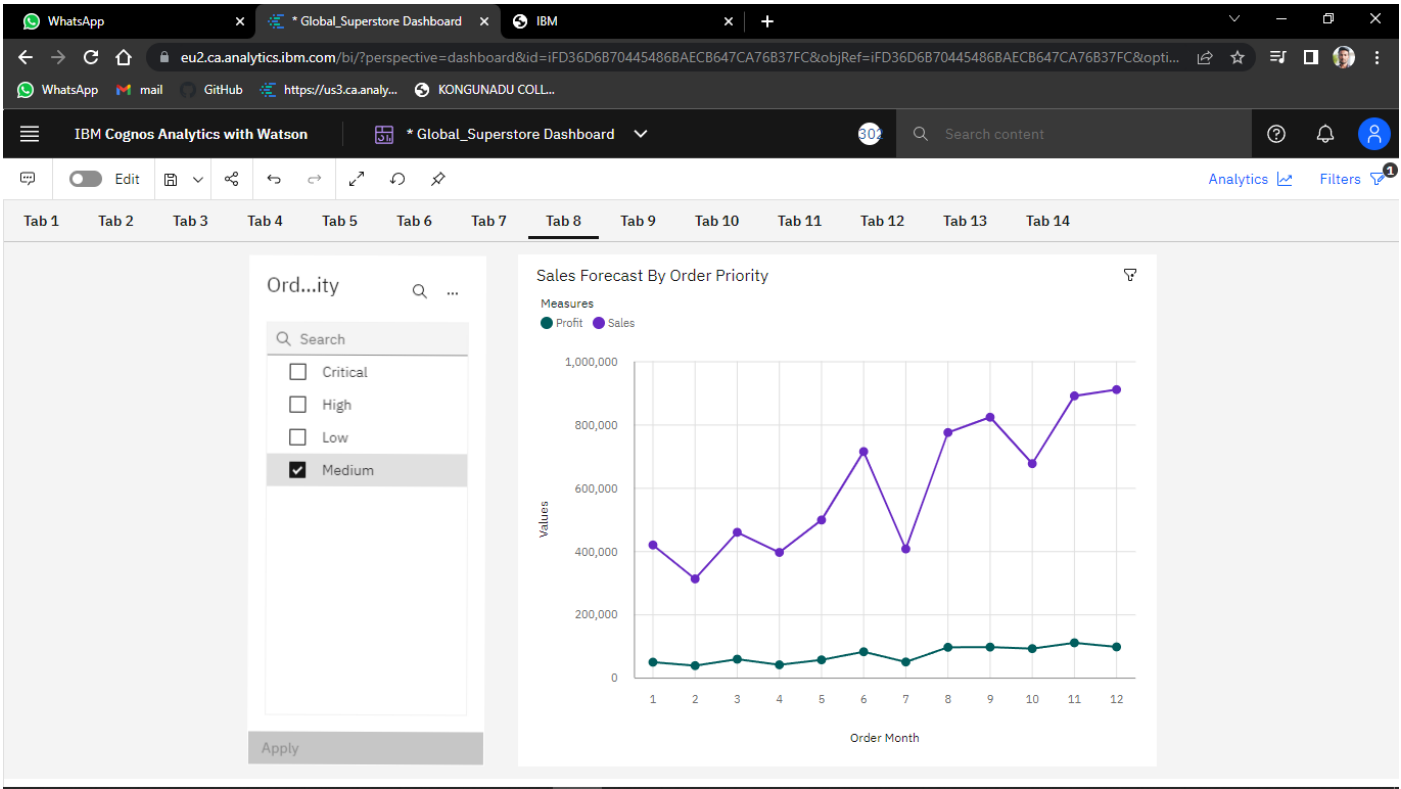 WhatsApp * Global_Superstore Dashboard IBM
eu2.ca.analytics.ibm.com/bi/?perspective=dashboard&id=iFD36D6B70445486BAECB647CA76B37FC&objRef=iFD36D6B70445486BAECB647CA76B37FC&opti...
WhatsApp mail GitHub https://us3.ca.analy... KONGUNADU COLL...
IBM Cognos Analytics with Watson * Global_Superstore Dashboard 302 Search content
Edit Analytics Filters 1
Tab 1 Tab 2 Tab 3 Tab 4 Tab 5 Tab 6 Tab 7 Tab 8 Tab 9 Tab 10 Tab 11 Tab 12 Tab 13 Tab 14
Ord...ity
Search
Critical
High
Low
Medium
Apply
Sales Forecast By Order Priority
Measures
Profit Sales
1,000,000
800,000
600,000
400,000
200,000
0
Values
1 2 3 4 5 6 7 8 9 10 11 12
Order Month